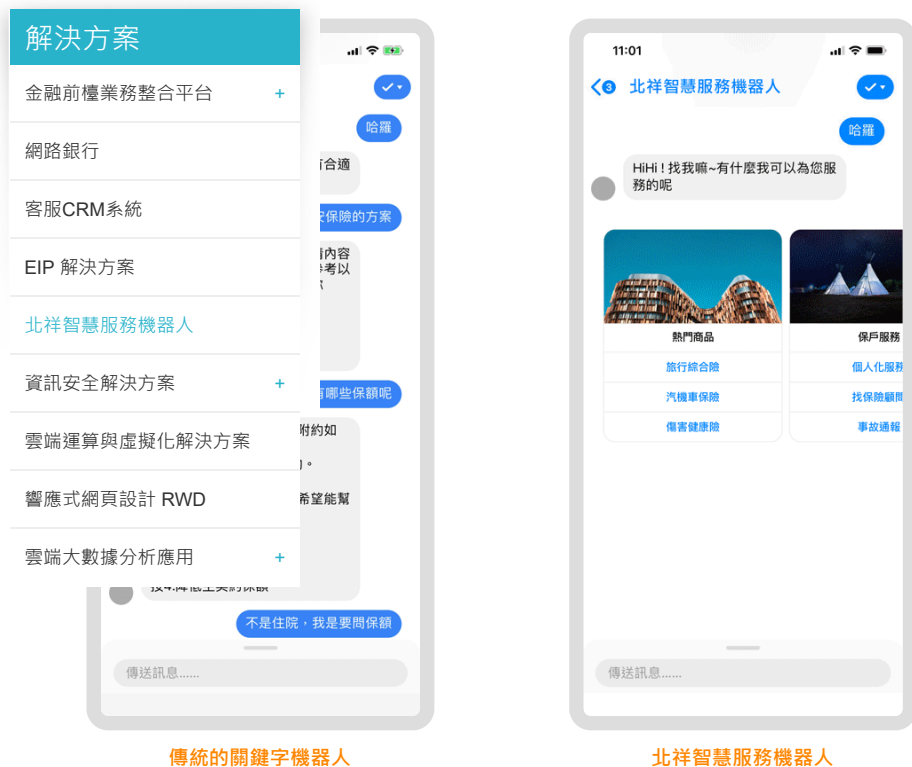 解決方案
金融前檯業務整合平台 +
網路銀行
客服CRM系統
EIP 解決方案
北祥智慧服務機器人
資訊安全解決方案 +
雲端運算與虛擬化解決方案
響應式網頁設計 RWD
雲端大數據分析應用 +
哈羅
合適
保險的方案
內容
考以
有哪些保額呢
附約如
。
希望能幫
不是住院，我是要問保額
傳送訊息......
傳統的關鍵字機器人
11:01
3 北祥智慧服務機器人
哈羅
HiHi ! 找我嘛~有什麼我可以為您服
務的呢
熱門商品
旅行綜合險
汽機車保險
傷害健康險
保戶服務
個人化服務
找保險顧問
事故通報
傳送訊息......
北祥智慧服務機器人